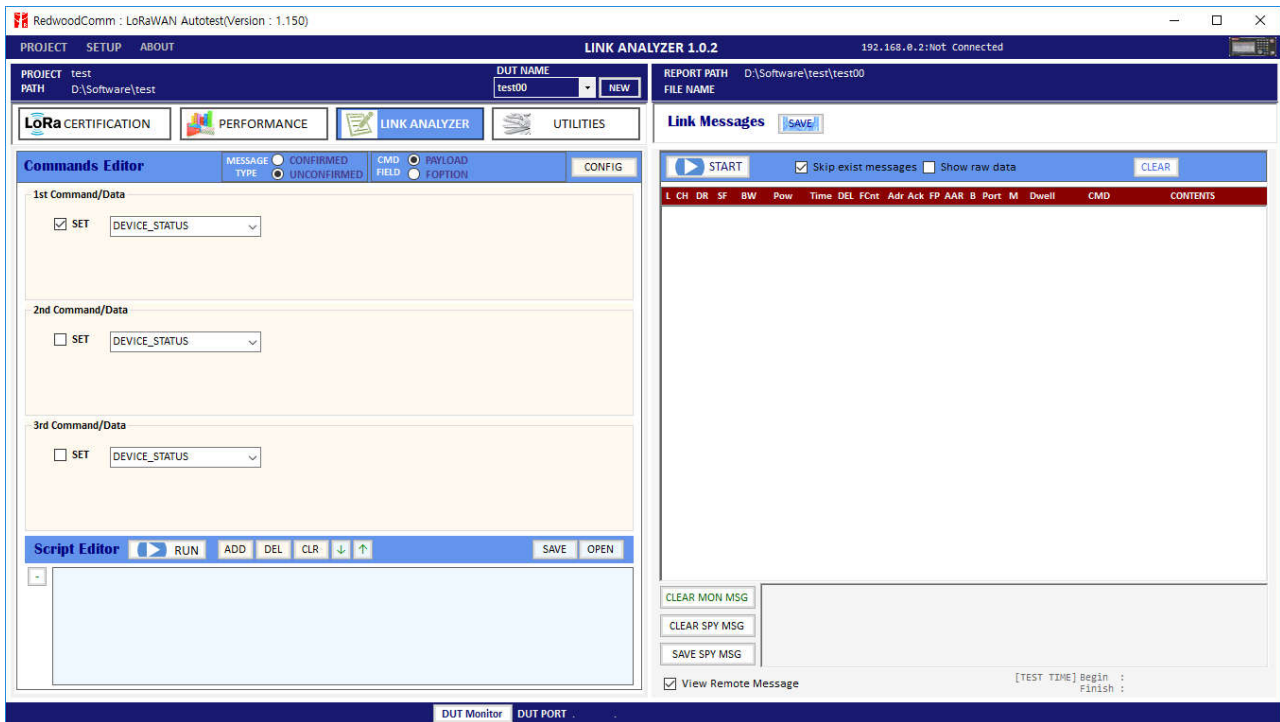 RedwoodComm : LoRaWAN Autotest(Version : 1.150)
PROJECT SETUP ABOUT LINK ANALYZER 1.0.2 192.168.0.2:Not Connected
PROJECT test
PATH D:\Software\test
DUT NAME
test00 NEW
REPORT PATH D:\Software\test\test00
FILE NAME
LoRa CERTIFICATION PERFORMANCE LINK ANALYZER UTILITIES
Link Messages SAVE
Commands Editor
MESSAGE TYPE CONFIRMED UNCONFIRMED
CMD FIELD PAYLOAD FOPTION
CONFIG
1st Command/Data
SET DEVICE_STATUS
2nd Command/Data
SET DEVICE_STATUS
3rd Command/Data
SET DEVICE_STATUS
Script Editor RUN ADD DEL CLR ↓ ↑ SAVE OPEN
-
START Skip exist messages Show raw data CLEAR
L CH DR SF BW Pow Time DEL FCnt Adr Ack FP AAR B Port M Dwell CMD CONTENTS
CLEAR MON MSG
CLEAR SPY MSG
SAVE SPY MSG
View Remote Message
[TEST TIME] Begin :
Finish :
DUT Monitor DUT PORT . .